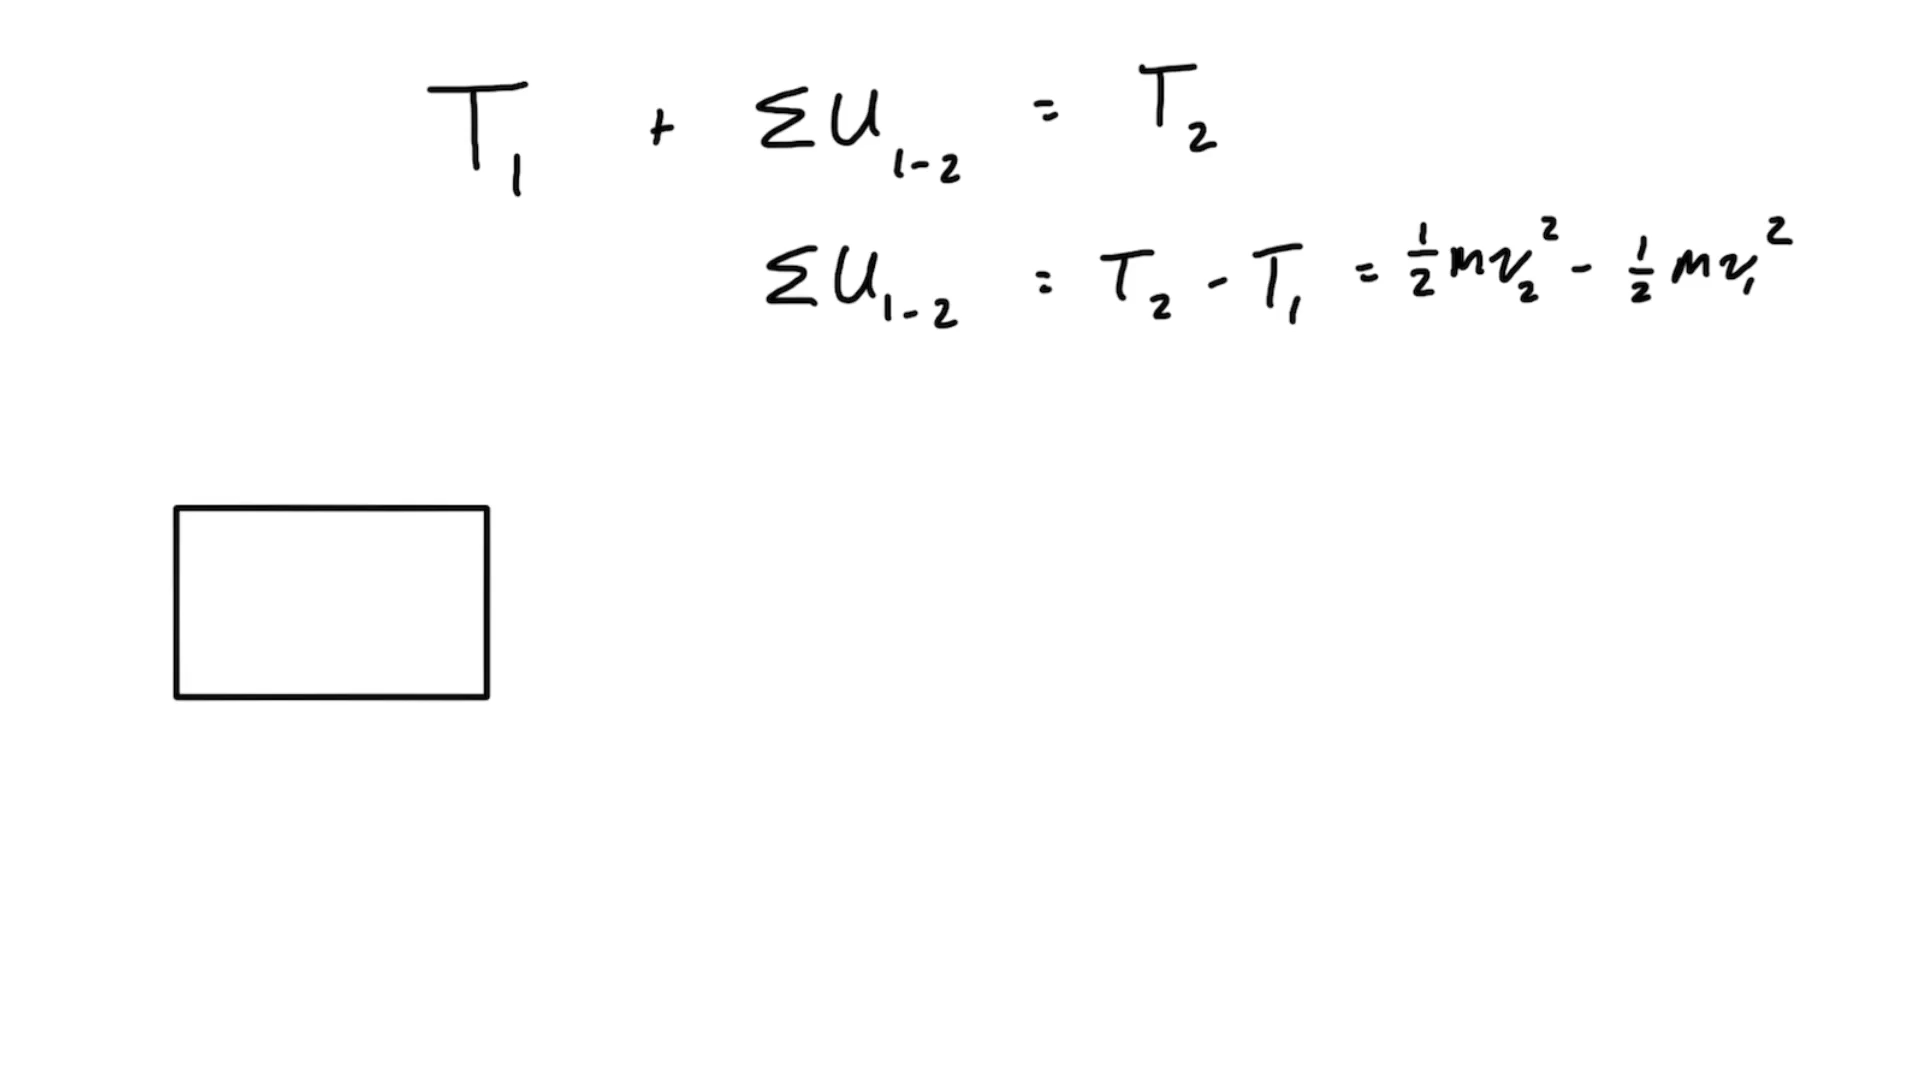 T₁ + ΣU₁₋₂ = T₂
ΣU₁₋₂ = T₂ - T₁ = ½mv₂² - ½mv₁²